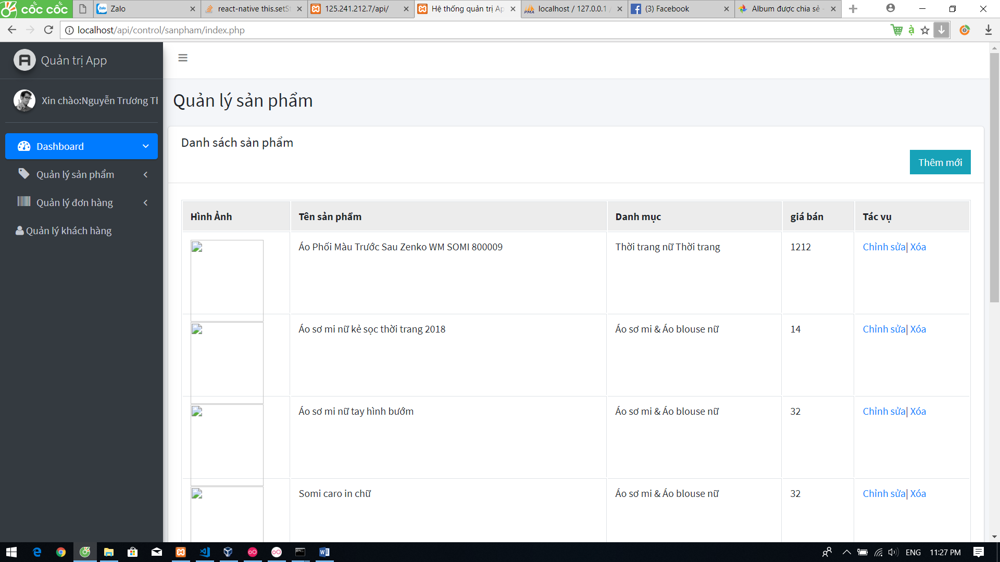 cốc cốc
Zalo
Zalo
react-native this.setSt
125.241.212.7/api/
Hệ thống quản trị Ap
PMA
localhost / 127.0.0.1 /
(3) Facebook
Album được chia sẻ -
localhost/api/control/sanpham/index.php
Quản trị App
Xin chào:Nguyễn Trương Th
Dashboard
Quản lý sản phẩm
Quản lý đơn hàng
Quản lý khách hàng
Quản lý sản phẩm
Danh sách sản phẩm
Thêm mới
Hình Ảnh Tên sản phẩm Danh mục giá bán Tác vụ
Áo Phối Màu Trước Sau Zenko WM SOMI 800009 Thời trang nữ Thời trang 1212 Chỉnh sửa| Xóa
Áo sơ mi nữ kẻ sọc thời trang 2018 Áo sơ mi & Áo blouse nữ 14 Chỉnh sửa| Xóa
Áo sơ mi nữ tay hình bướm Áo sơ mi & Áo blouse nữ 32 Chỉnh sửa| Xóa
Somi caro in chữ Áo sơ mi & Áo blouse nữ 32 Chỉnh sửa| Xóa
ENG 11:27 PM